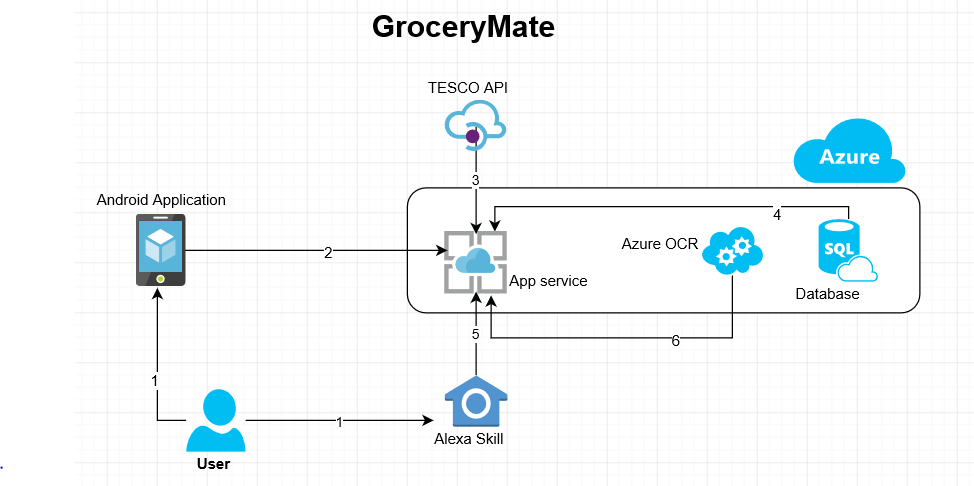 GroceryMate
TESCO API
Azure
3
Android Application
4
Azure OCR
SQL
2
App service
Database
5
6
1
1
Alexa Skill
User
.